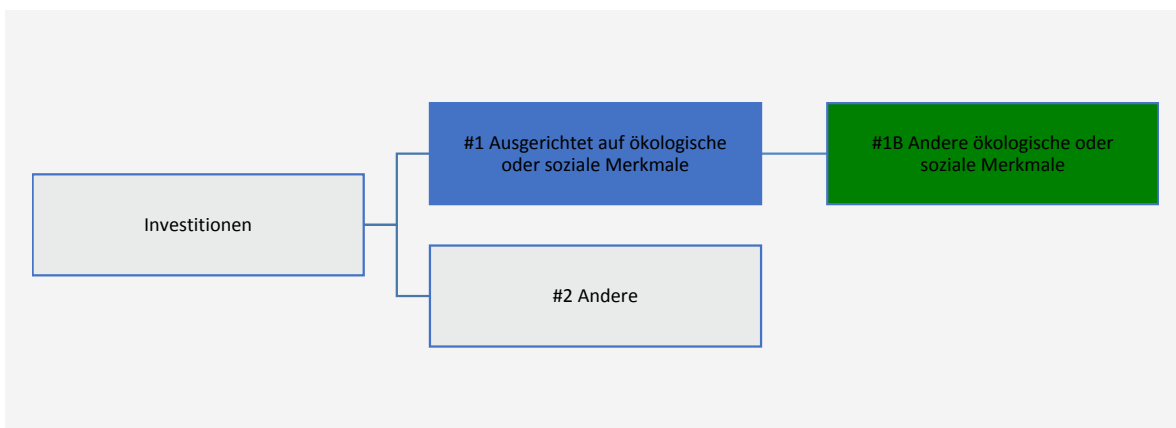 #1 Ausgerichtet auf ökologische
oder soziale Merkmale
#1B Andere ökologische oder
soziale Merkmale
Investitionen
#2 Andere